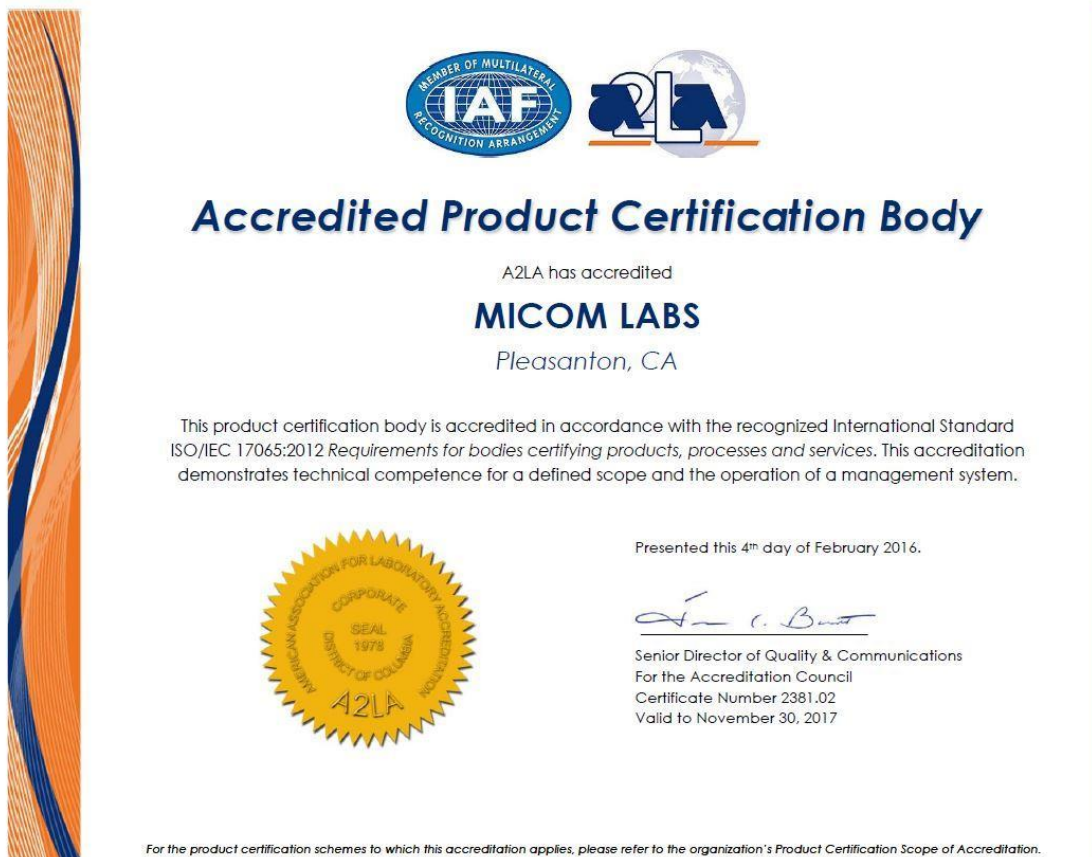 MEMBER OF MULTILATERAL
IAF
RECOGNITION ARRANGEMENT
a2La
Accredited Product Certification Body
A2LA has accredited
MICOM LABS
Pleasanton, CA
This product certification body is accredited in accordance with the recognized International Standard
ISO/IEC 17065:2012 Requirements for bodies certifying products, processes and services. This accreditation
demonstrates technical competence for a defined scope and the operation of a management system.
AMERICAN ASSOCIATION FOR LABORATORY ACCREDITATION
CORPORATE
SEAL
1978
DISTRICT OF COLUMBIA
A2LA
Presented this 4th day of February 2016.
Senior Director of Quality & Communications
For the Accreditation Council
Certificate Number 2381.02
Valid to November 30, 2017
For the product certification schemes to which this accreditation applies, please refer to the organization's Product Certification Scope of Accreditation.